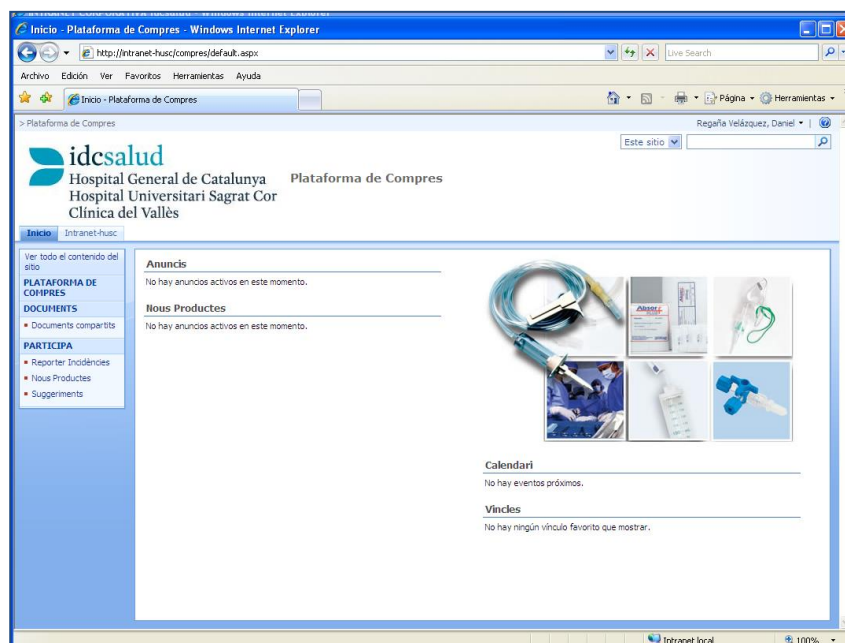 Inicio - Plataforma de Compres - Windows Internet Explorer
http://intranet-husc/compres/default.aspx
Live Search
Archivo Edición Ver Favoritos Herramientas Ayuda
Inicio - Plataforma de Compres
Página
Herramientas
> Plataforma de Compres
Regaña Velázquez, Daniel
Este sitio
idcsalud
Hospital General de Catalunya
Hospital Universitari Sagrat Cor
Clínica del Vallès
Plataforma de Compres
Inicio Intranet-husc
Ver todo el contenido del
sitio
PLATAFORMA DE
COMPRES
DOCUMENTS
Documents compartits
PARTICIPA
Reporter Incidències
Nous Productes
Suggeriments
Anuncis
No hay anuncios activos en este momento.
Nous Productes
No hay anuncios activos en este momento.
Calendari
No hay eventos próximos.
Vincles
No hay ningún vínculo favorito que mostrar.
Intranet local
100%